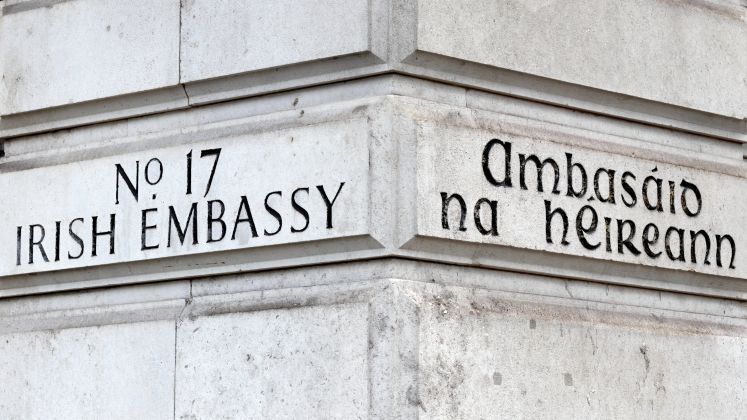 No 17
IRISH EMBASSY
Ambasáid
na hÉireann